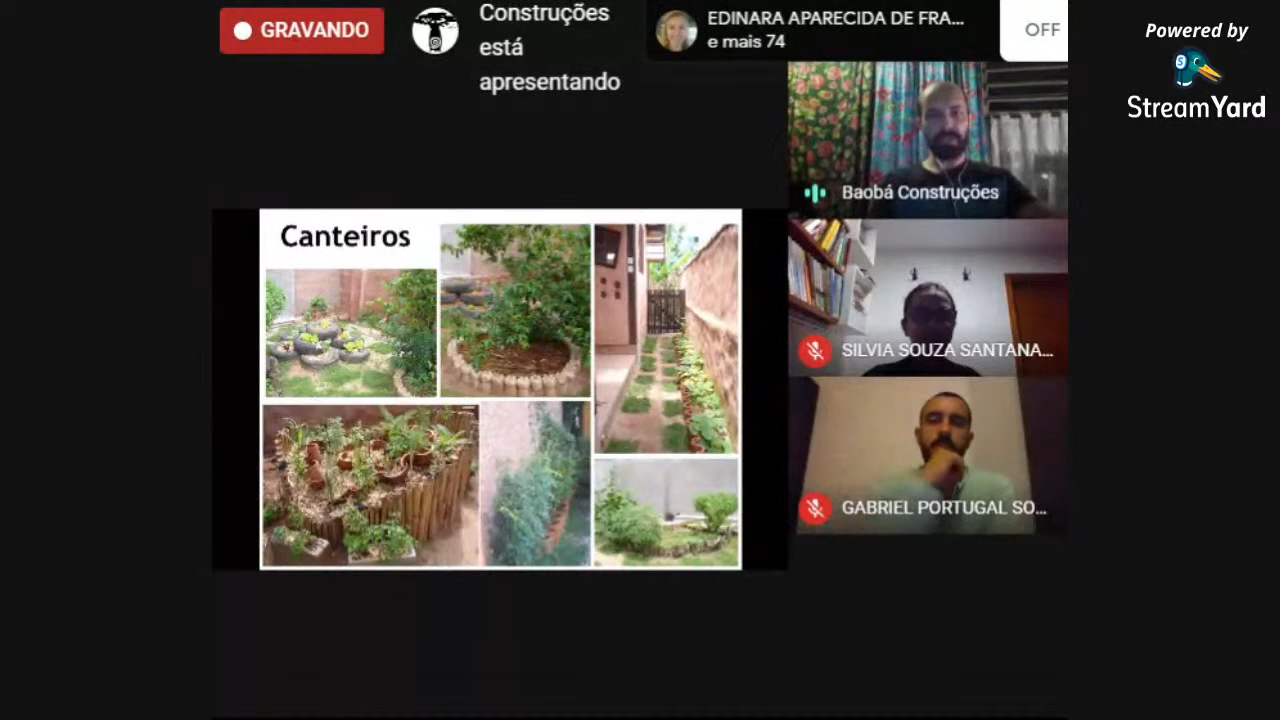 GRAVANDO
Construções
está
apresentando
EDINARA APARECIDA DE FRA...
e mais 74
OFF
Powered by
S
StreamYard
Baobá Construções
Canteiros
SILVIA SOUZA SANTANA...
GABRIEL PORTUGAL SO...